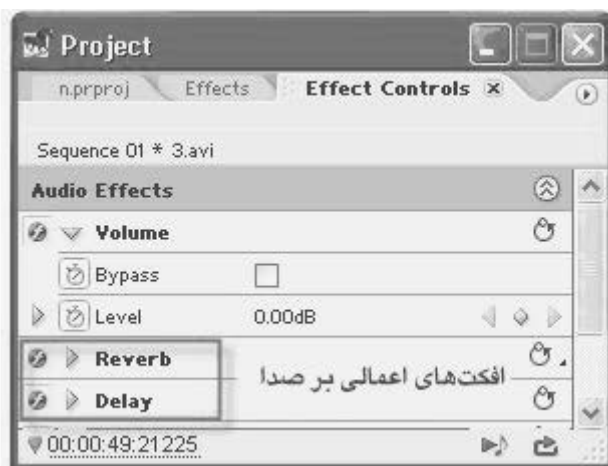 Project
n.prproj Effects Effect Controls
Sequence 01 * 3.avi
Audio Effects
Volume
Bypass
Level 0.00dB
Reverb
افکت‌های اعمالی بر صدا
Delay
00:00:49:21225